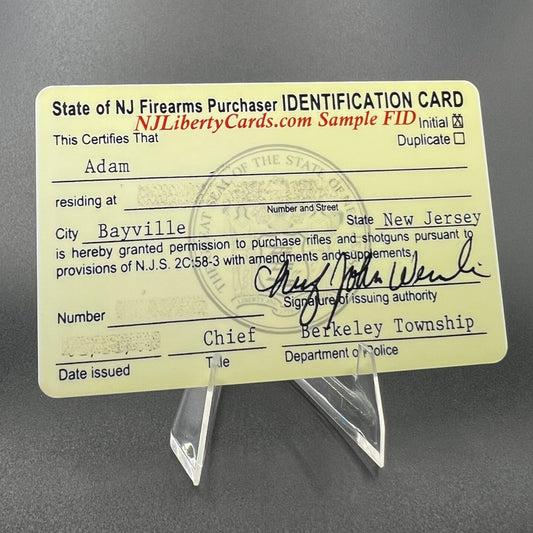 State of NJ Firearms Purchaser IDENTIFICATION CARD
NJLibertyCards.com Sample FID
This Certifies That Initial ☒
Adam Duplicate ☐
residing at
Number and Street
City Bayville State New Jersey
is hereby granted permission to purchase rifles and shotguns pursuant to
provisions of N.J.S. 2C:58-3 with amendments and supplements.
Signature of issuing authority
Number
Chief Berkeley Township
Date issued Title Department of Police